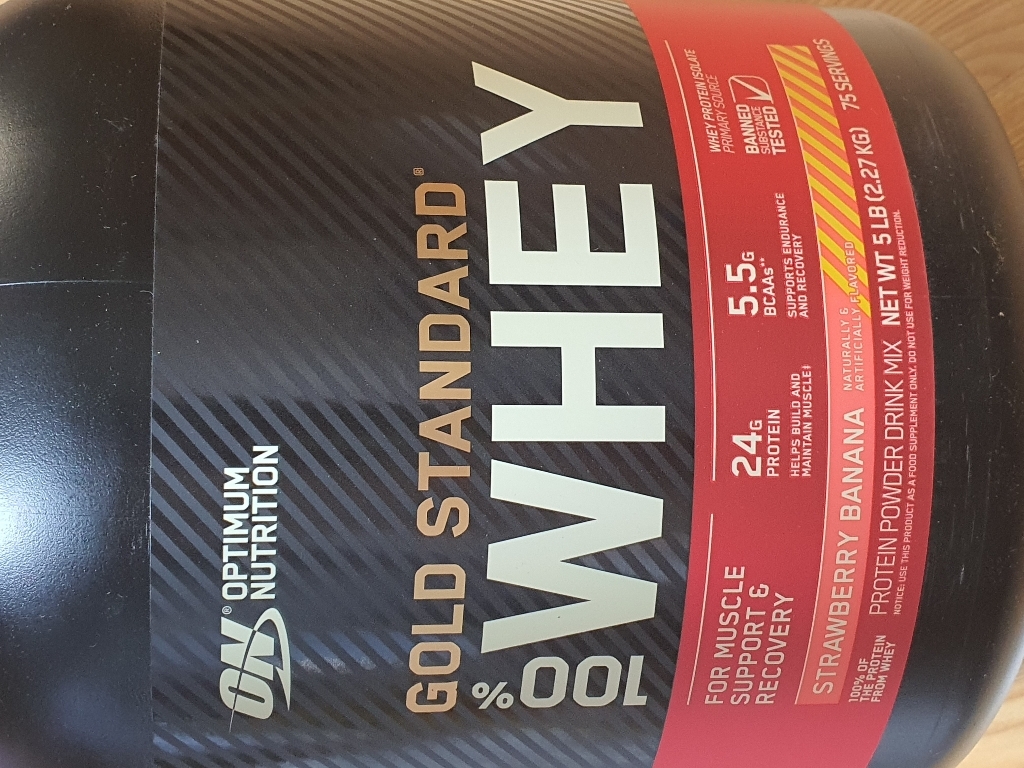 ON® OPTIMUM
NUTRITION
GOLD STANDARD®
100%
WHEY
FOR MUSCLE
SUPPORT &
RECOVERY
24G
PROTEIN
HELPS BUILD AND
MAINTAIN MUSCLE‡
5.5G
BCAAs**
SUPPORTS ENDURANCE
AND RECOVERY
WHEY PROTEIN ISOLATE
PRIMARY SOURCE
BANNED
SUBSTANCE
TESTED
STRAWBERRY BANANA
NATURALLY &
ARTIFICIALLY FLAVORED
100% OF
THE PROTEIN
FROM WHEY
PROTEIN POWDER DRINK MIX NET WT 5 LB (2.27 KG) 75 SERVINGS
NOTICE: USE THIS PRODUCT AS A FOOD SUPPLEMENT ONLY. DO NOT USE FOR WEIGHT REDUCTION.